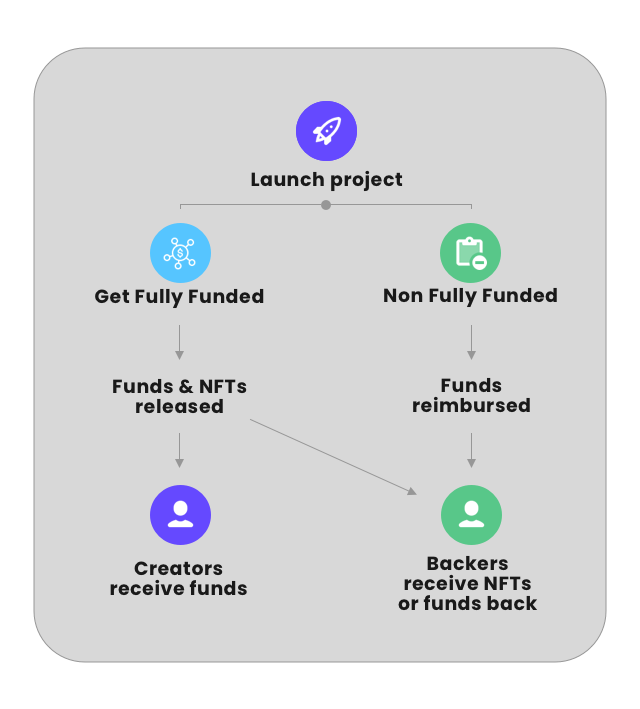 Launch project
Get Fully Funded
Non Fully Funded
Funds & NFTs
released
Funds
reimbursed
Creators
receive funds
Backers
receive NFTs
or funds back